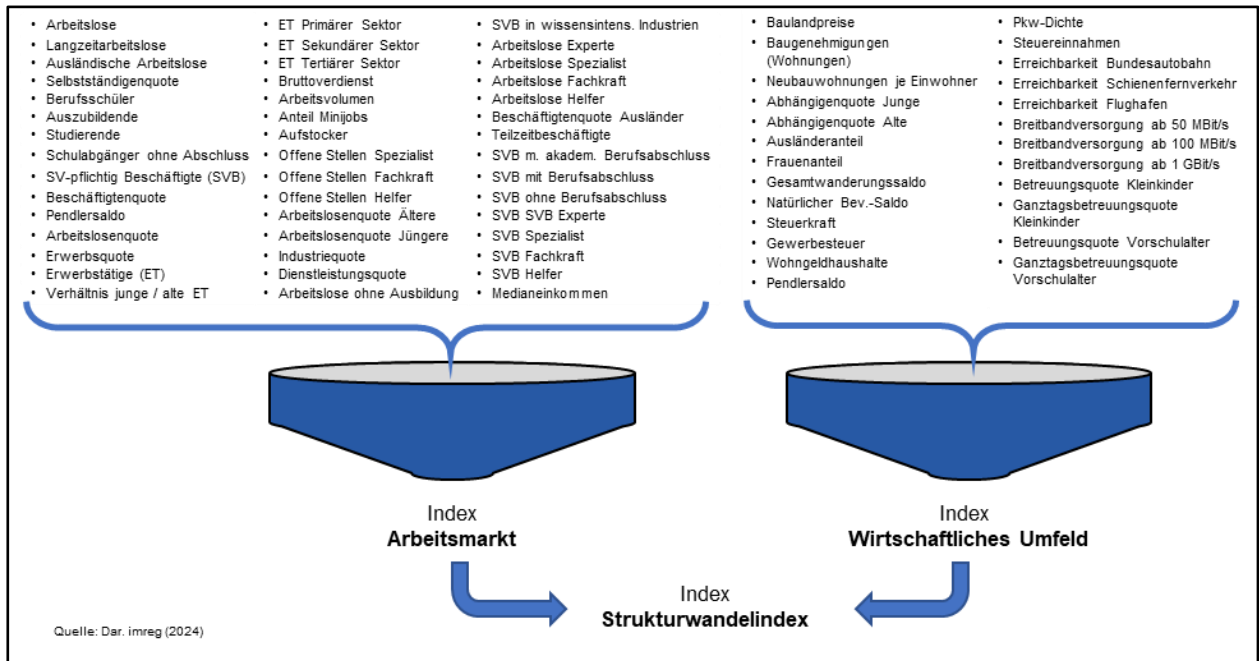 • Arbeitslose
• Langzeitarbeitslose
• Ausländische Arbeitslose
• Selbstständigenquote
• Berufsschüler
• Auszubildende
• Studierende
• Schulabgänger ohne Abschluss
• SV-pflichtig Beschäftigte (SVB)
• Beschäftigtenquote
• Pendlersaldo
• Arbeitslosenquote
• Erwerbsquote
• Erwerbstätige (ET)
• Verhältnis junge / alte ET
• ET Primärer Sektor
• ET Sekundärer Sektor
• ET Tertiärer Sektor
• Bruttoverdienst
• Arbeitsvolumen
• Anteil Minijobs
• Aufstocker
• Offene Stellen Spezialist
• Offene Stellen Fachkraft
• Offene Stellen Helfer
• Arbeitslosenquote Ältere
• Arbeitslosenquote Jüngere
• Industriequote
• Dienstleistungsquote
• Arbeitslose ohne Ausbildung
• SVB in wissensintens. Industrien
• Arbeitslose Experte
• Arbeitslose Spezialist
• Arbeitslose Fachkraft
• Arbeitslose Helfer
• Beschäftigtenquote Ausländer
• Teilzeitbeschäftigte
• SVB m. akadem. Berufsabschluss
• SVB mit Berufsabschluss
• SVB ohne Berufsabschluss
• SVB SVB Experte
• SVB Spezialist
• SVB Fachkraft
• SVB Helfer
• Medianeinkommen
• Baulandpreise
• Baugenehmigungen
(Wohnungen)
• Neubauwohnungen je Einwohner
• Abhängigenquote Junge
• Abhängigenquote Alte
• Ausländeranteil
• Frauenanteil
• Gesamtwanderungssaldo
• Natürlicher Bev.-Saldo
• Steuerkraft
• Gewerbesteuer
• Wohngeldhaushalte
• Pendlersaldo
• Pkw-Dichte
• Steuereinnahmen
• Erreichbarkeit Bundesautobahn
• Erreichbarkeit Schienenfernverkehr
• Erreichbarkeit Flughafen
• Breitbandversorgung ab 50 MBit/s
• Breitbandversorgung ab 100 MBit/s
• Breitbandversorgung ab 1 GBit/s
• Betreuungsquote Kleinkinder
• Ganztagsbetreuungsquote
Kleinkinder
• Betreuungsquote Vorschulalter
• Ganztagsbetreuungsquote
Vorschulalter
Index
Arbeitsmarkt
Index
Wirtschaftliches Umfeld
Index
Strukturwandelindex
Quelle: Dar. imreg (2024)